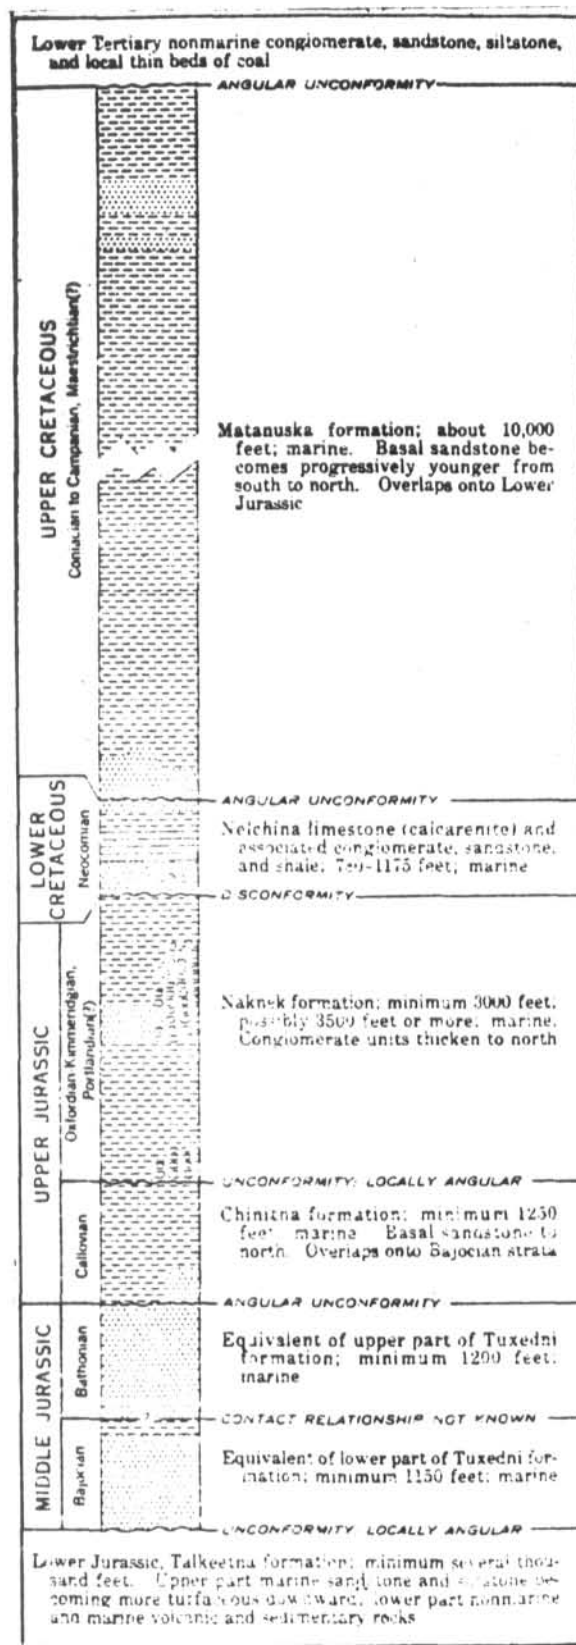 Lower Tertiary nonmarine conglomerate, sandstone, siltstone,
and local thin beds of coal
ANGULAR UNCONFORMITY
UPPER CRETACEOUS
Coniacian to Campanian, Maestrichtian(?)
Matanuska formation; about 10,000
feet; marine. Basal sandstone be-
comes progressively younger from
south to north. Overlaps onto Lower
Jurassic
ANGULAR UNCONFORMITY
LOWER
CRETACEOUS
Neocomian
Nelchina limestone (calcarenite) and
associated conglomerate, sandstone,
and shale; feet; marine
DISCONFORMITY
UPPER JURASSIC
Oxfordian-Kimmeridgian,
Portlandian(?)
Naknek formation; minimum 3000 feet;
possibly 3500 feet or more; marine.
Conglomerate units thicken to north
UNCONFORMITY; LOCALLY ANGULAR
Callovian
Chinitna formation; minimum 1250
feet marine Basal sandstone to
north. Overlaps onto Bajocian strata
ANGULAR UNCONFORMITY
MIDDLE JURASSIC
Bathonian
Equivalent of upper part of Tuxedni
formation; minimum 1200 feet;
marine
?
CONTACT RELATIONSHIP NOT KNOWN
Bajocian
Equivalent of lower part of Tuxedni for-
mation; minimum 1150 feet; marine
UNCONFORMITY; LOCALLY ANGULAR
Lower Jurassic, Talkeetna formation; minimum several thou-
sand feet. Upper part marine sandstone and siltstone be-
coming more tuffaceous downward, lower part nonmarine
and marine volcanic and sedimentary rocks